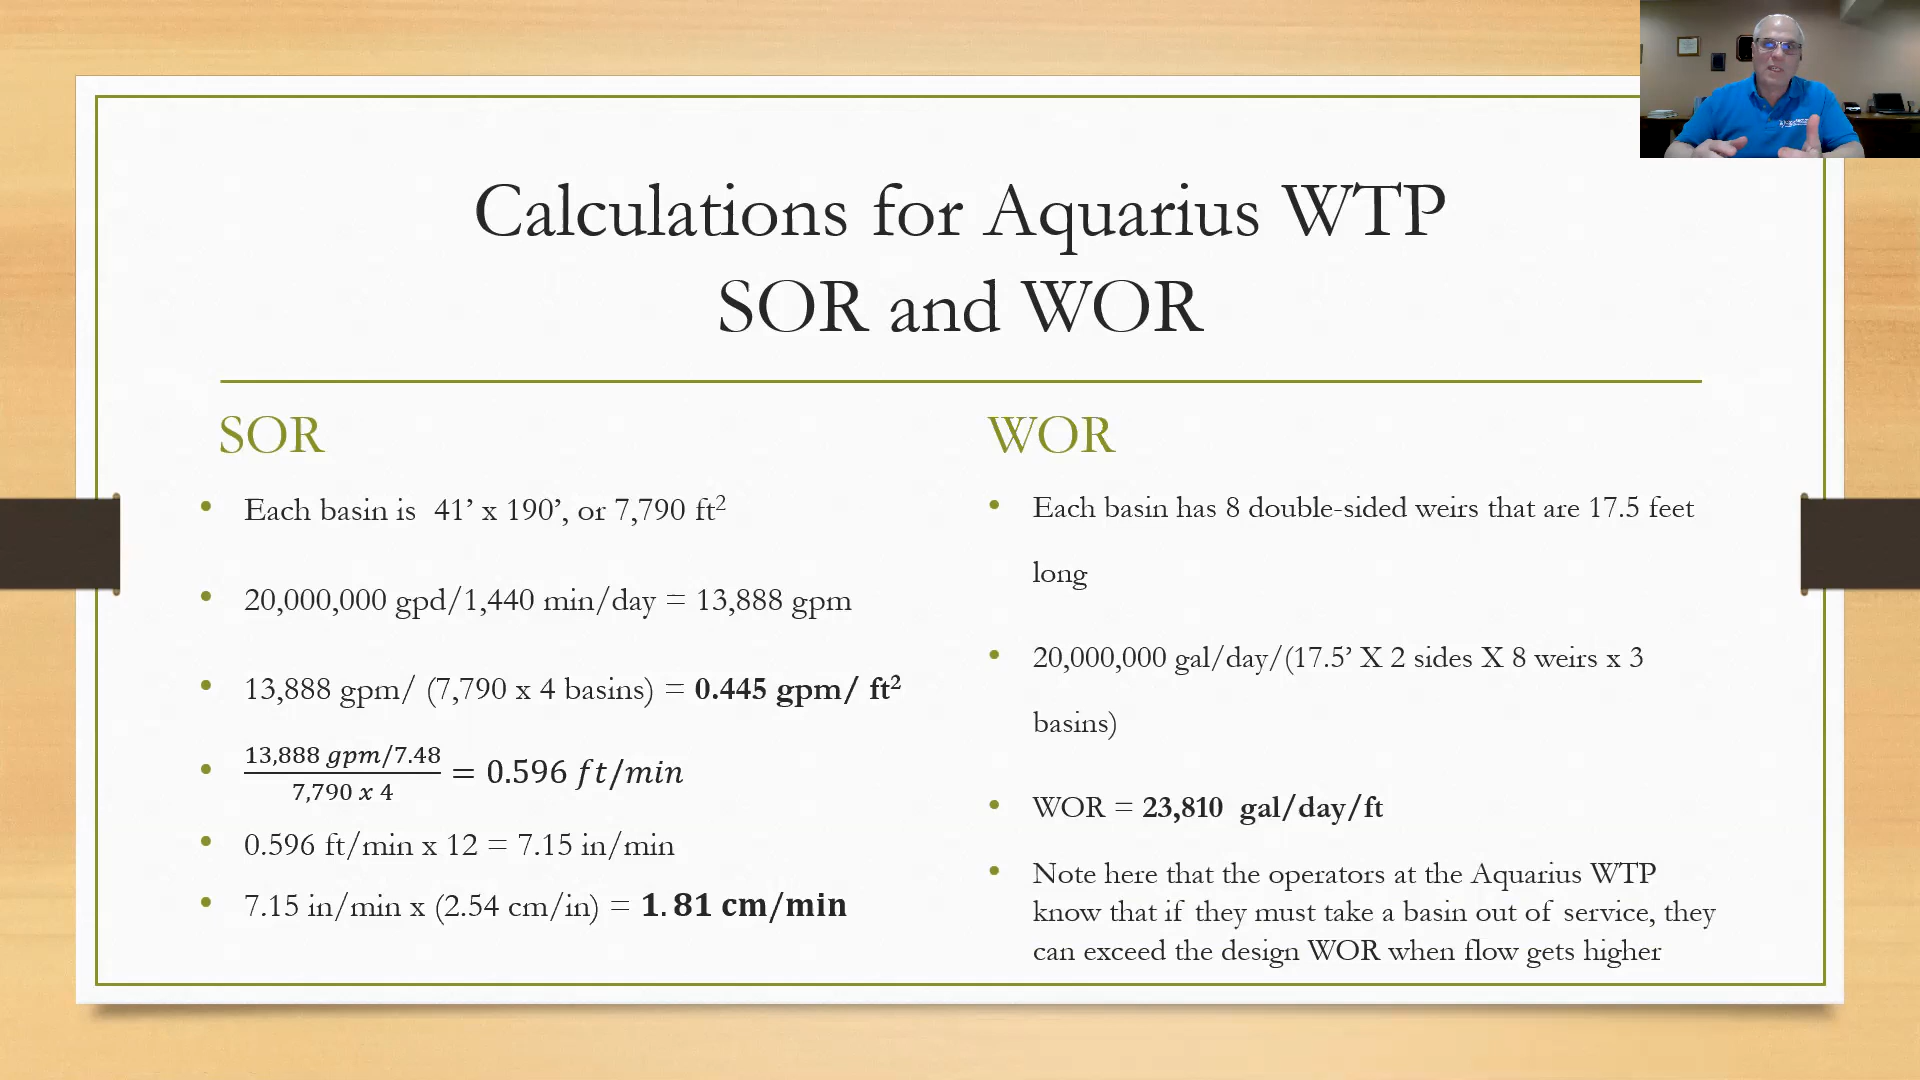 Calculations for Aquarius WTP
SOR and WOR
SOR
• Each basin is 41’ x 190’, or 7,790 ft²
• 20,000,000 gpd/1,440 min/day = 13,888 gpm
• 13,888 gpm/ (7,790 x 4 basins) = 0.445 gpm/ ft²
• 13,888 gpm/7.48
7,790 x 4
= 0.596 ft/min
• 0.596 ft/min x 12 = 7.15 in/min
• 7.15 in/min x (2.54 cm/in) = 1.81 cm/min
WOR
• Each basin has 8 double-sided weirs that are 17.5 feet
long
• 20,000,000 gal/day/(17.5’ X 2 sides X 8 weirs x 3
basins)
• WOR = 23,810 gal/day/ft
• Note here that the operators at the Aquarius WTP
know that if they must take a basin out of service, they
can exceed the design WOR when flow gets higher